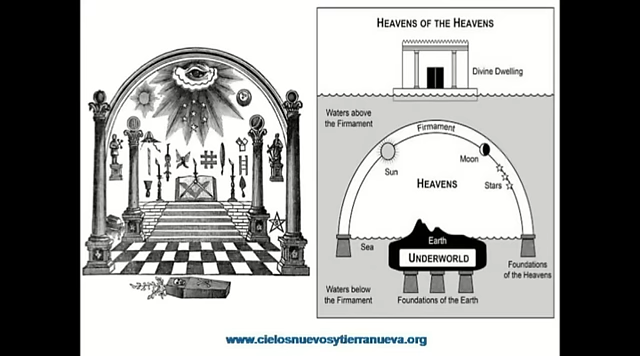 HEAVENS OF THE HEAVENS
Divine Dwelling
Waters above
the Firmament
Firmament
Sun
Moon
Stars
HEAVENS
Sea
Earth
UNDERWORLD
Foundations
of the Heavens
Waters below
the Firmament
Foundations of the Earth
www.cielosnuevosytierranueva.org